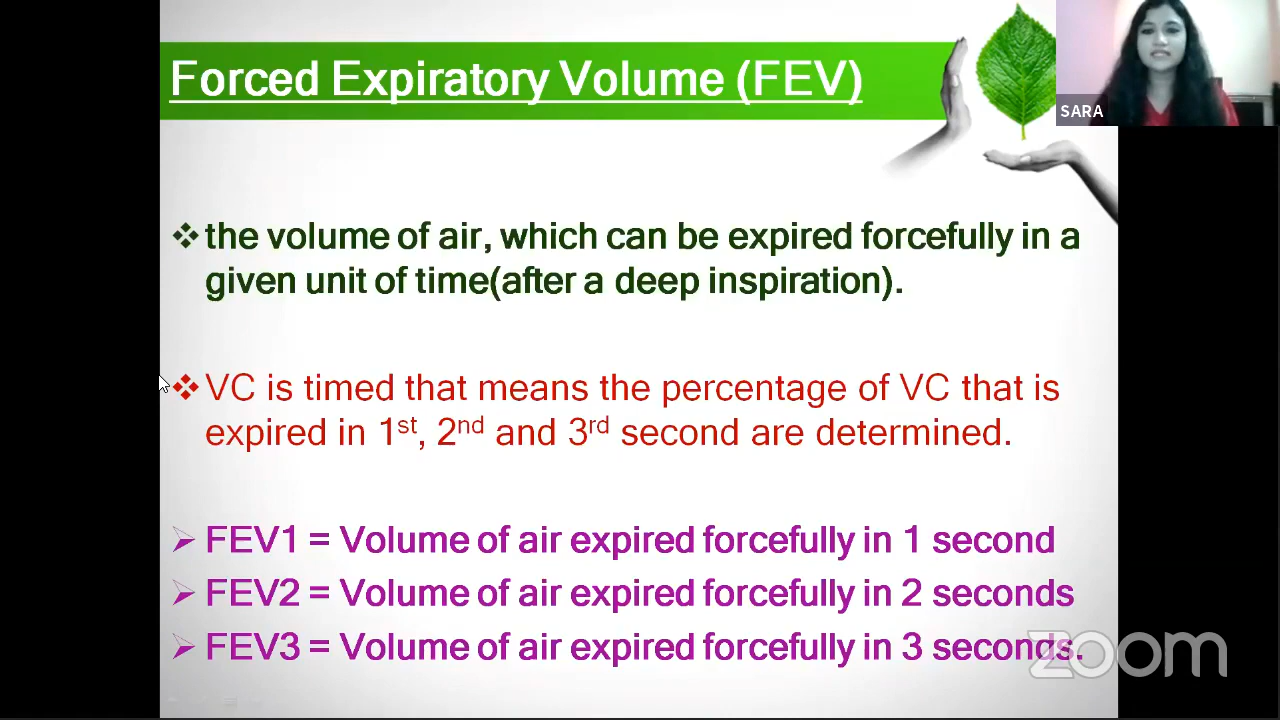 Forced Expiratory Volume (FEV)
SARA
❖ the volume of air, which can be expired forcefully in a
given unit of time(after a deep inspiration).
❖ VC is timed that means the percentage of VC that is
expired in 1st, 2nd and 3rd second are determined.
➢ FEV1 = Volume of air expired forcefully in 1 second
➢ FEV2 = Volume of air expired forcefully in 2 seconds
➢ FEV3 = Volume of air expired forcefully in 3 seconds.
zoom